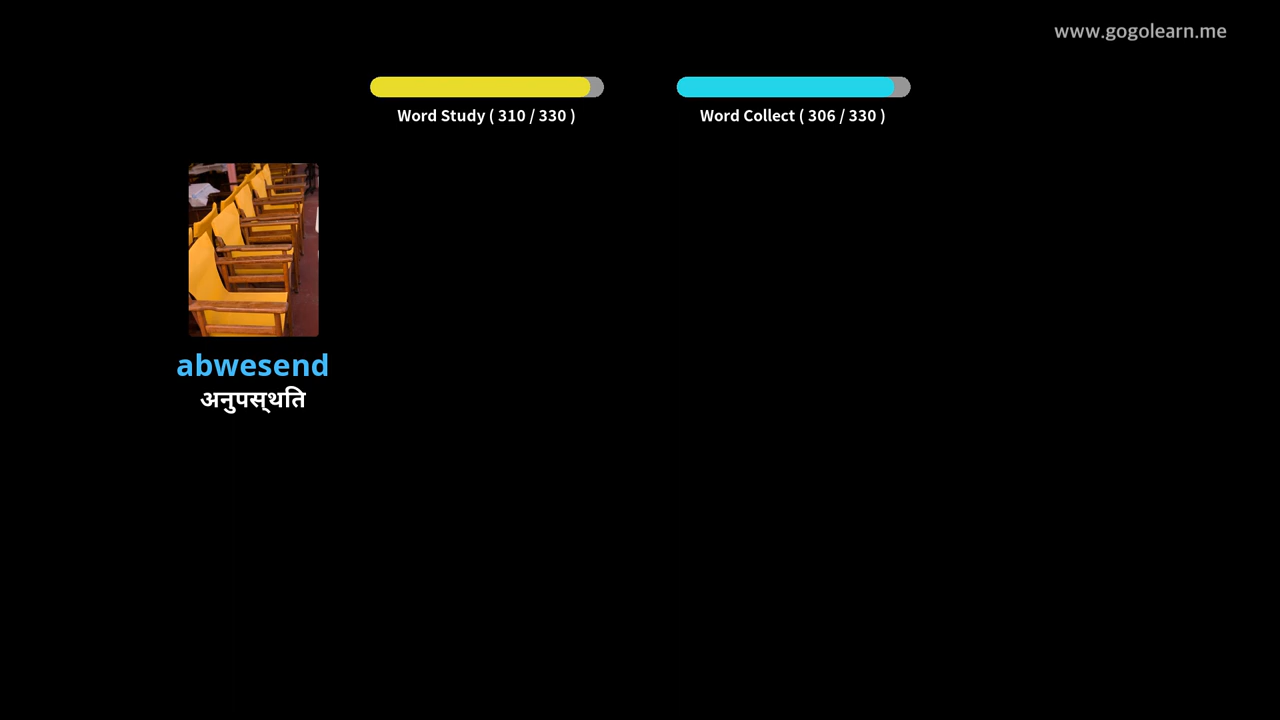 www.gogolearn.me
Word Study ( 310 / 330 )
Word Collect ( 306 / 330 )
abwesend
अनुपस्थति